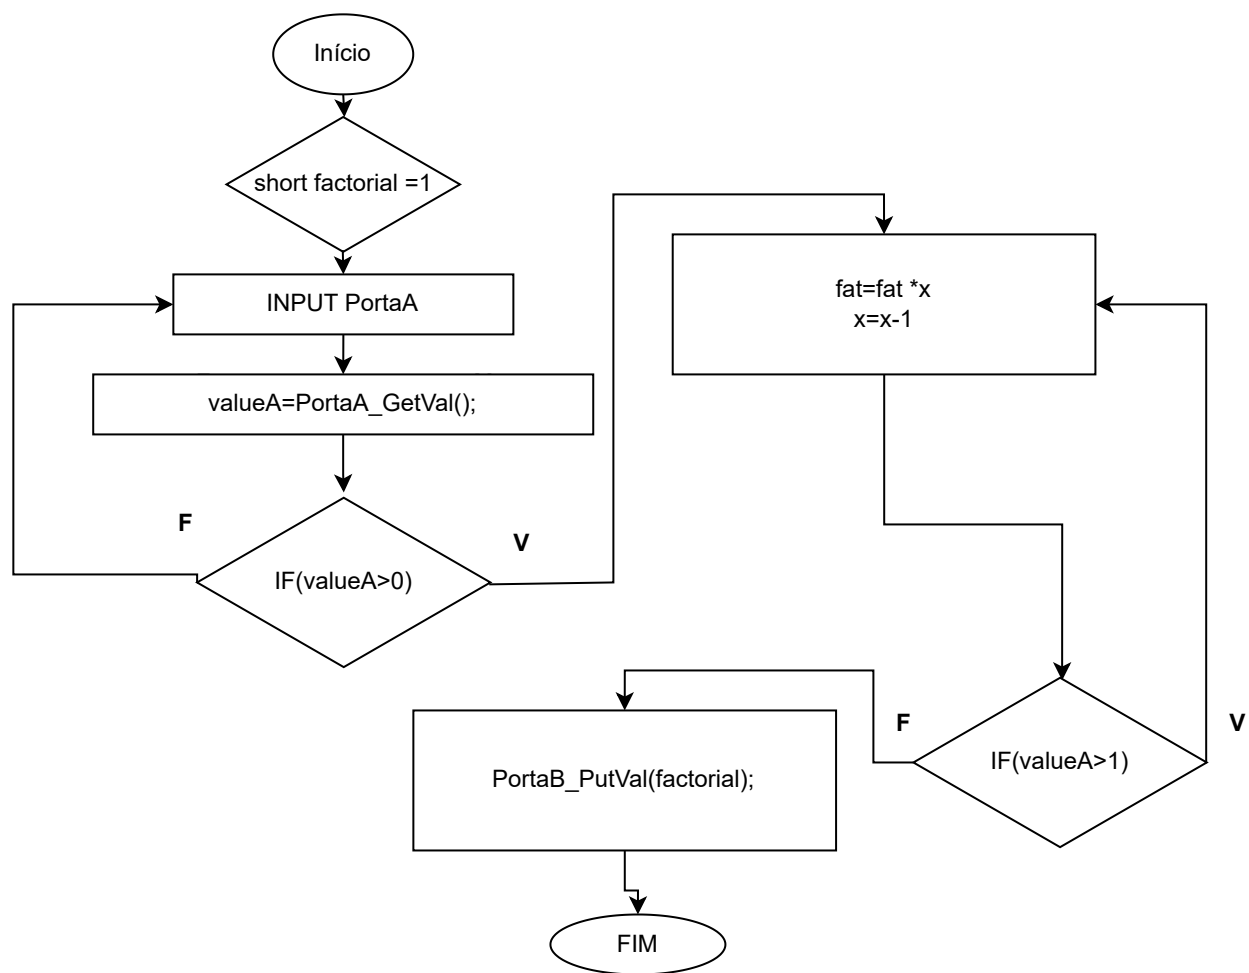 Início
short factorial =1
INPUT PortaA
valueA=PortaA_GetVal();
F
V
IF(valueA>0)
fat=fat *x
x=x-1
F
V
IF(valueA>1)
PortaB_PutVal(factorial);
FIM